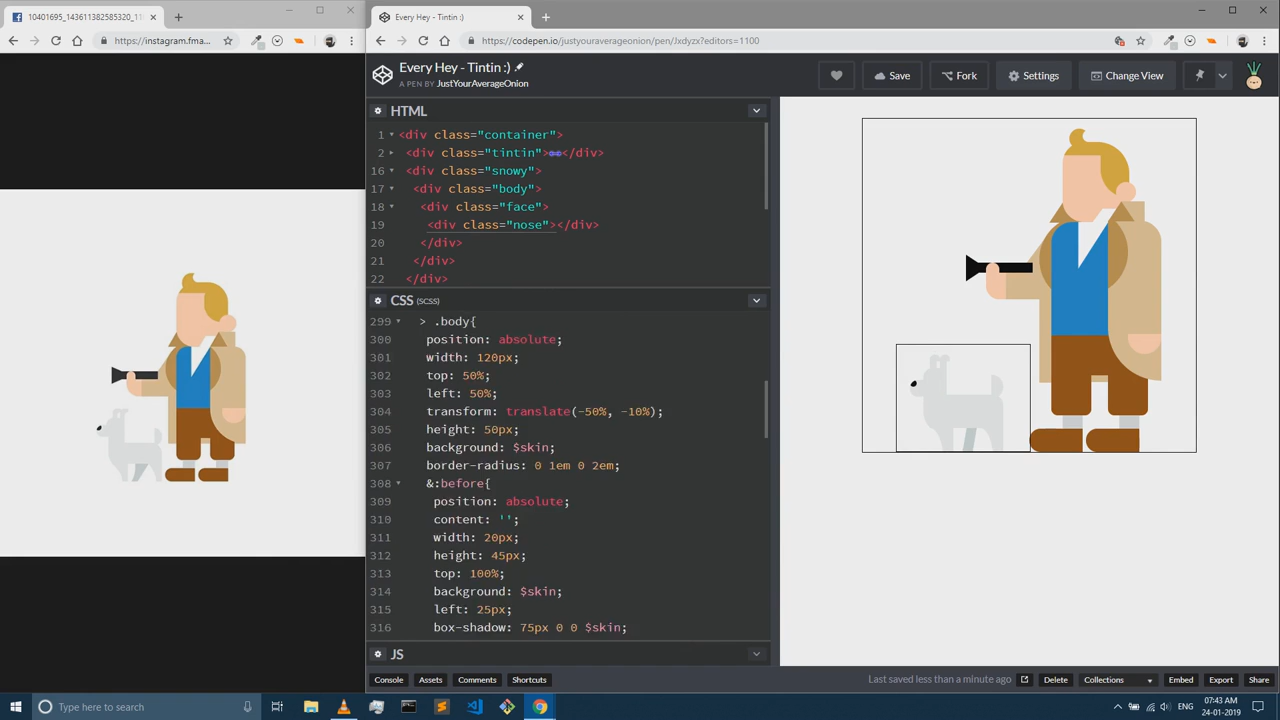 10401695_143611382585320_11
Every Hey - Tintin :)
https://instagram.fma...
https://codepen.io/justyouraverageonion/pen/Jxdyzx?editors=1100
Every Hey - Tintin :)
A PEN BY JustYourAverageOnion
Save
Fork
Settings
Change View
HTML
1 <div class="container">
2 <div class="tintin"></div>
16 <div class="snowy">
17 <div class="body">
18 <div class="face">
19 <div class="nose"></div>
20 </div>
21 </div>
22 </div>
CSS (SCSS)
299 > .body{
300 position: absolute;
301 width: 120px;
302 top: 50%;
303 left: 50%;
304 transform: translate(-50%, -10%);
305 height: 50px;
306 background: $skin;
307 border-radius: 0 1em 0 2em;
308 &:before{
309 position: absolute;
310 content: '';
311 width: 20px;
312 height: 45px;
313 top: 100%;
314 background: $skin;
315 left: 25px;
316 box-shadow: 75px 0 0 $skin;
JS
Console
Assets
Comments
Shortcuts
Last saved less than a minute ago
Delete
Collections
Embed
Export
Share
Type here to search
07:43 AM
24-01-2019